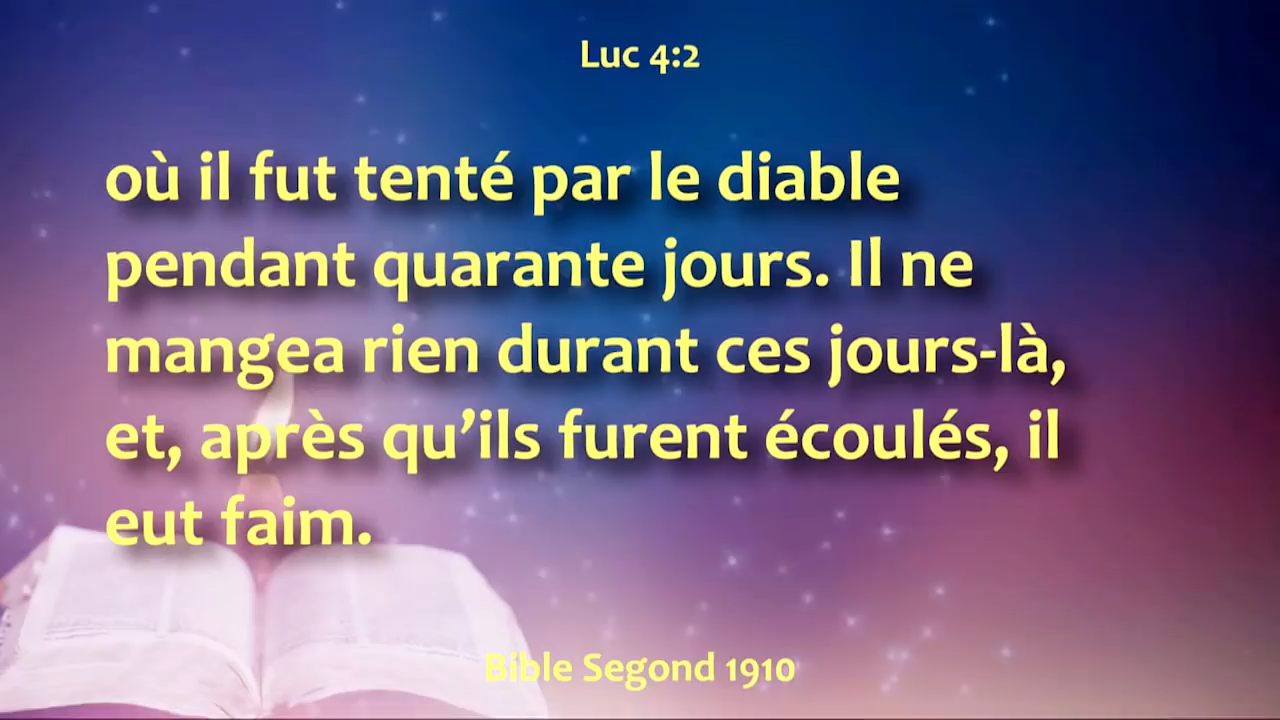 Luc 4:2
où il fut tenté par le diable
pendant quarante jours. Il ne
mangea rien durant ces jours-là,
et, après qu’ils furent écoulés, il
eut faim.
Bible Segond 1910